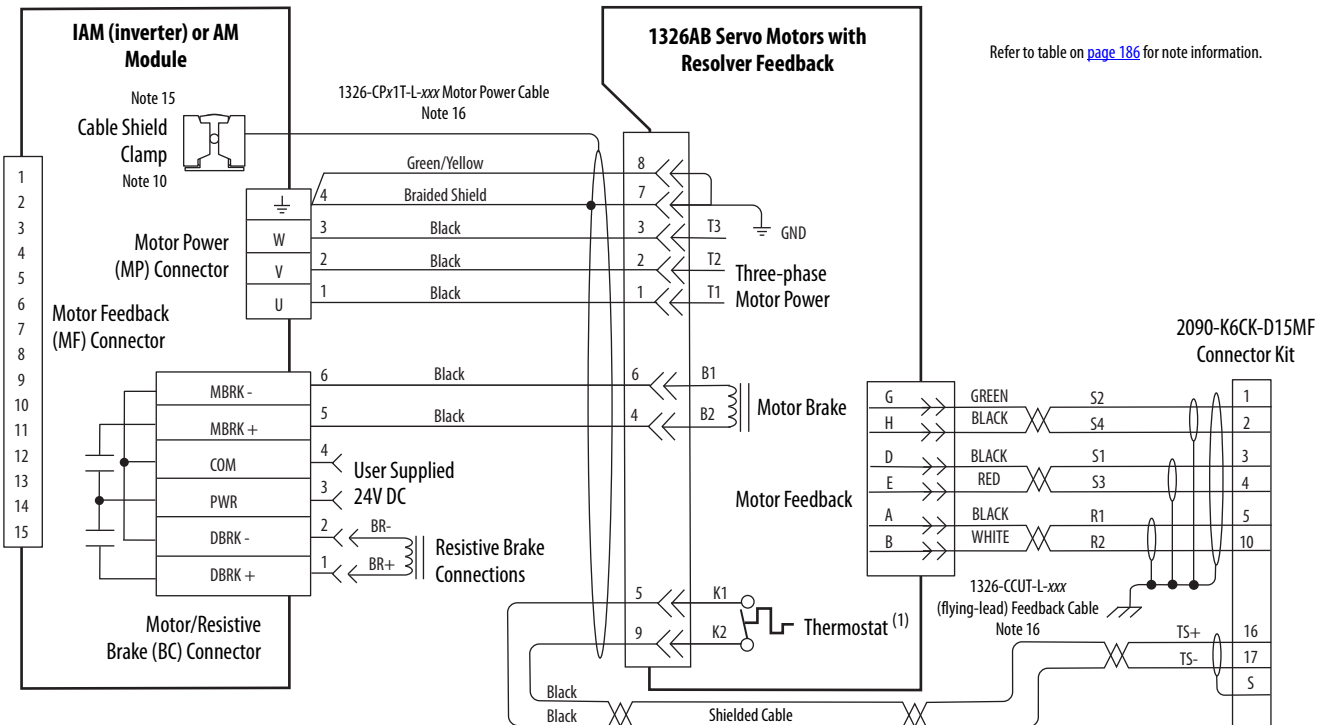 IAM (inverter) or AM
Module
Note 15
Cable Shield
Clamp
Note 10
1
2
3
4
5
6
7
8
9
10
11
12
13
14
15
Motor Feedback
(MF) Connector
Motor Power
(MP) Connector
W
V
U
4
3
2
1
1326-CPx1T-L-xxx Motor Power Cable
Note 16
Green/Yellow
Braided Shield
Black
Black
Black
1326AB Servo Motors with
Resolver Feedback
8
7
3
2
1
T3
T2
T1
GND
Three-phase
Motor Power
Refer to table on page 186 for note information.
MBRK -
MBRK +
COM
PWR
DBRK -
DBRK +
6
5
4
3
2
1
Black
Black
User Supplied
24V DC
BR-
BR+
Resistive Brake
Connections
Motor/Resistive
Brake (BC) Connector
6
4
B1
B2
Motor Brake
Motor Feedback
G
H
D
E
A
B
GREEN
BLACK
BLACK
RED
BLACK
WHITE
S2
S4
S1
S3
R1
R2
2090-K6CK-D15MF
Connector Kit
1
2
3
4
5
10
16
17
S
1326-CCUT-L-xxx
(flying-lead) Feedback Cable
Note 16
TS+
TS-
5
9
K1
K2
Thermostat (1)
Black
Black
Shielded Cable